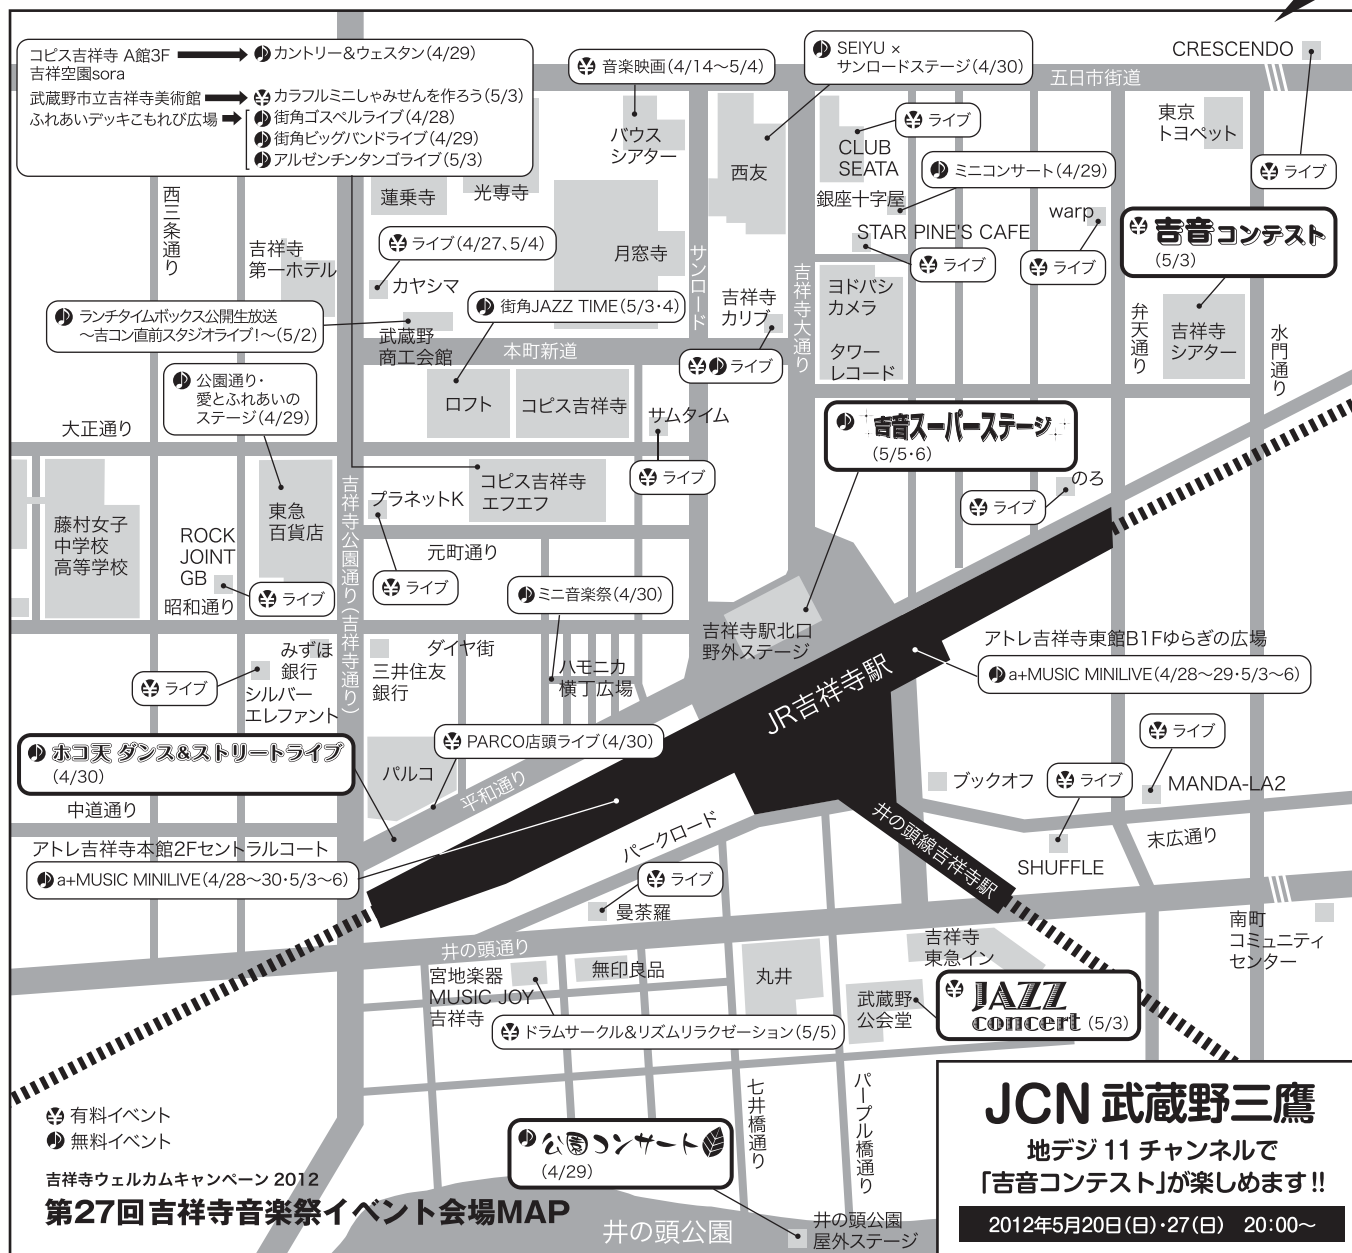 コピス吉祥寺 A館3F
吉祥空園sora
カントリー&ウェスタン(4/29)
武蔵野市立吉祥寺美術館
カラフルミニしゃみせんを作ろう(5/3)
ふれあいデッキこもれび広場
街角ゴスペルライブ(4/28)
街角ビッグバンドライブ(4/29)
アルゼンチンタンゴライブ(5/3)
音楽映画(4/14〜5/4)
SEIYU ×
サンロードステージ(4/30)
五日市街道
CRESCENDO
ライブ
バウス
シアター
西友
CLUB
SEATA
ライブ
東京
トヨペット
ミニコンサート(4/29)
銀座十字屋
STAR PINE'S CAFE
ライブ
warp
ライブ
吉音コンテスト
(5/3)
吉祥寺
シアター
弁天通り
水門通り
西三条通り
吉祥寺
第一ホテル
蓮乗寺
光専寺
月窓寺
ライブ(4/27、5/4)
カヤシマ
サンロード
吉祥寺大通り
ヨドバシ
カメラ
タワー
レコード
吉祥寺
カリブ
ライブ
街角JAZZ TIME(5/3・4)
ランチタイムボックス公開生放送
〜吉コン直前スタジオライブ!〜(5/2)
武蔵野
商工会館
本町新道
公園通り・
愛とふれあいの
ステージ(4/29)
大正通り
ロフト
コピス吉祥寺
サムタイム
ライブ
吉音スーパーステージ
(5/5・6)
のろ
ライブ
藤村女子
中学校
高等学校
ROCK
JOINT
GB
昭和通り
ライブ
東急
百貨店
吉祥寺公園通り(吉祥寺通り)
プラネットK
ライブ
コピス吉祥寺
エフエフ
元町通り
ミニ音楽祭(4/30)
ハモニカ
横丁広場
吉祥寺駅北口
野外ステージ
みずほ
銀行
三井住友
銀行
ダイヤ街
ライブ
シルバー
エレファント
JR吉祥寺駅
アトレ吉祥寺東館B1Fゆらぎの広場
a+MUSIC MINILIVE(4/28〜29・5/3〜6)
ホコ天 ダンス&ストリートライブ
(4/30)
パルコ
PARCO店頭ライブ(4/30)
平和通り
中道通り
アトレ吉祥寺本館2Fセントラルコート
a+MUSIC MINILIVE(4/28〜30・5/3〜6)
パークロード
ブックオフ
ライブ
MANDA-LA2
ライブ
SHUFFLE
末広通り
井の頭線吉祥寺駅
ライブ
曼荼羅
井の頭通り
宮地楽器
MUSIC JOY
吉祥寺
無印良品
丸井
吉祥寺
東急イン
武蔵野
公会堂
JAZZ
concert (5/3)
南町
コミュニティ
センター
ドラムサークル&リズムリラクゼーション(5/5)
七井橋通り
パープル橋通り
公園コンサート
(4/29)
井の頭公園
井の頭公園
屋外ステージ
有料イベント
無料イベント
吉祥寺ウェルカムキャンペーン 2012
第27回 吉祥寺音楽祭イベント会場MAP
JCN 武蔵野三鷹
地デジ 11 チャンネルで
「吉音コンテスト」が楽しめます!!
2012年5月20日(日)・27(日) 20:00〜